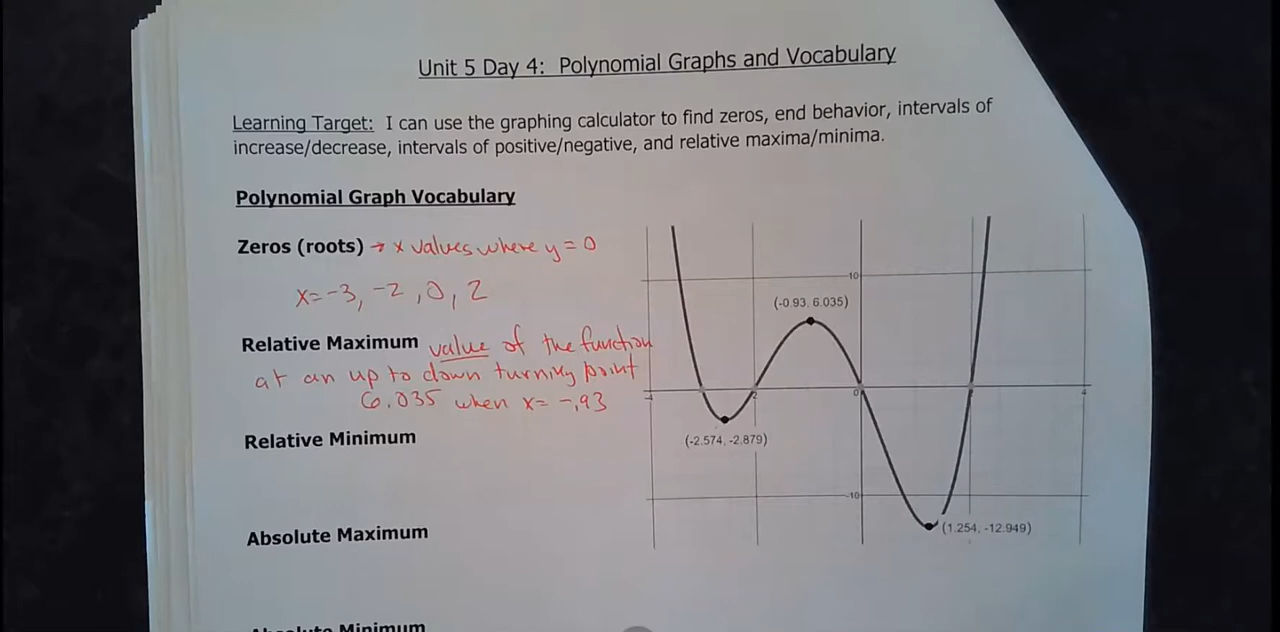 Unit 5 Day 4: Polynomial Graphs and Vocabulary
Learning Target: I can use the graphing calculator to find zeros, end behavior, intervals of
increase/decrease, intervals of positive/negative, and relative maxima/minima.
Polynomial Graph Vocabulary
Zeros (roots) → x values where y = 0
x = -3, -2, 0, 2
Relative Maximum value of the function
at an up to down turning point
6.035 when x = -.93
Relative Minimum
Absolute Maximum
Absolute Minimum
10
(-0.93, 6.035)
-4
-2
0
4
(-2.574, -2.879)
-10
(1.254, -12.949)